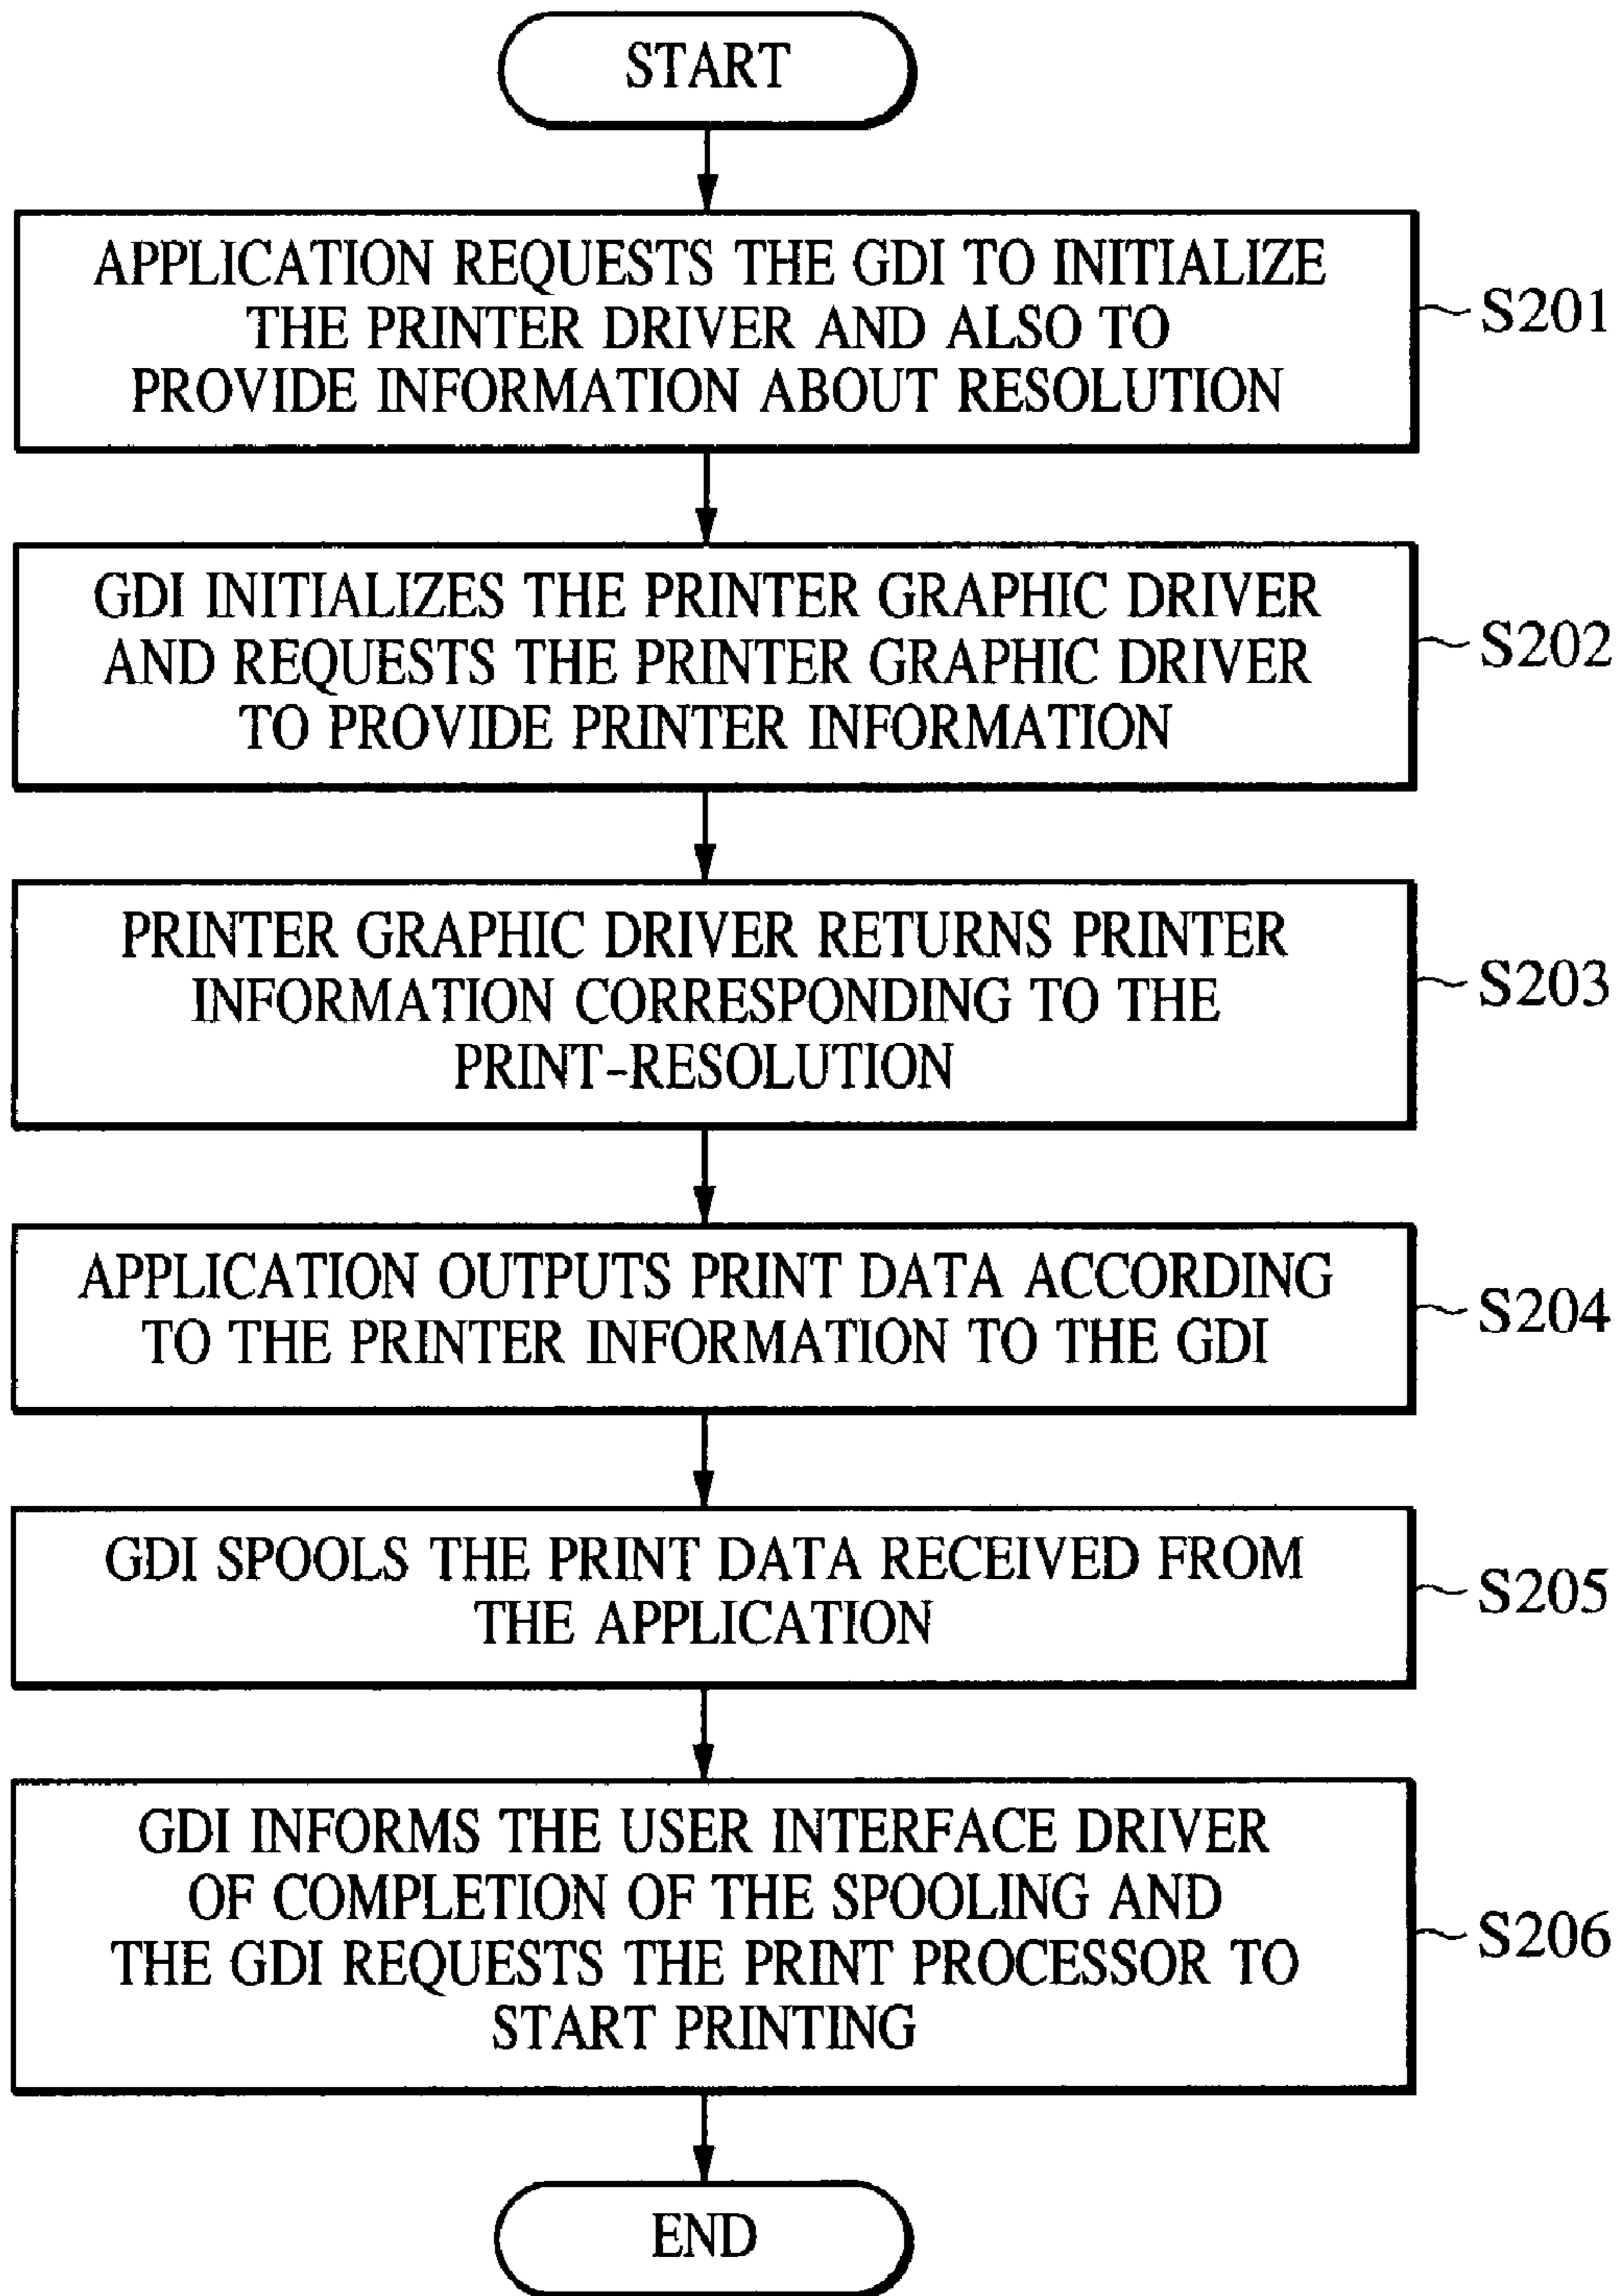 START
APPLICATION REQUESTS THE GDI TO INITIALIZE
THE PRINTER DRIVER AND ALSO TO
PROVIDE INFORMATION ABOUT RESOLUTION
S201
GDI INITIALIZES THE PRINTER GRAPHIC DRIVER
AND REQUESTS THE PRINTER GRAPHIC DRIVER
TO PROVIDE PRINTER INFORMATION
S202
PRINTER GRAPHIC DRIVER RETURNS PRINTER
INFORMATION CORRESPONDING TO THE
PRINT-RESOLUTION
S203
APPLICATION OUTPUTS PRINT DATA ACCORDING
TO THE PRINTER INFORMATION TO THE GDI
S204
GDI SPOOLS THE PRINT DATA RECEIVED FROM
THE APPLICATION
S205
GDI INFORMS THE USER INTERFACE DRIVER
OF COMPLETION OF THE SPOOLING AND
THE GDI REQUESTS THE PRINT PROCESSOR TO
START PRINTING
S206
END